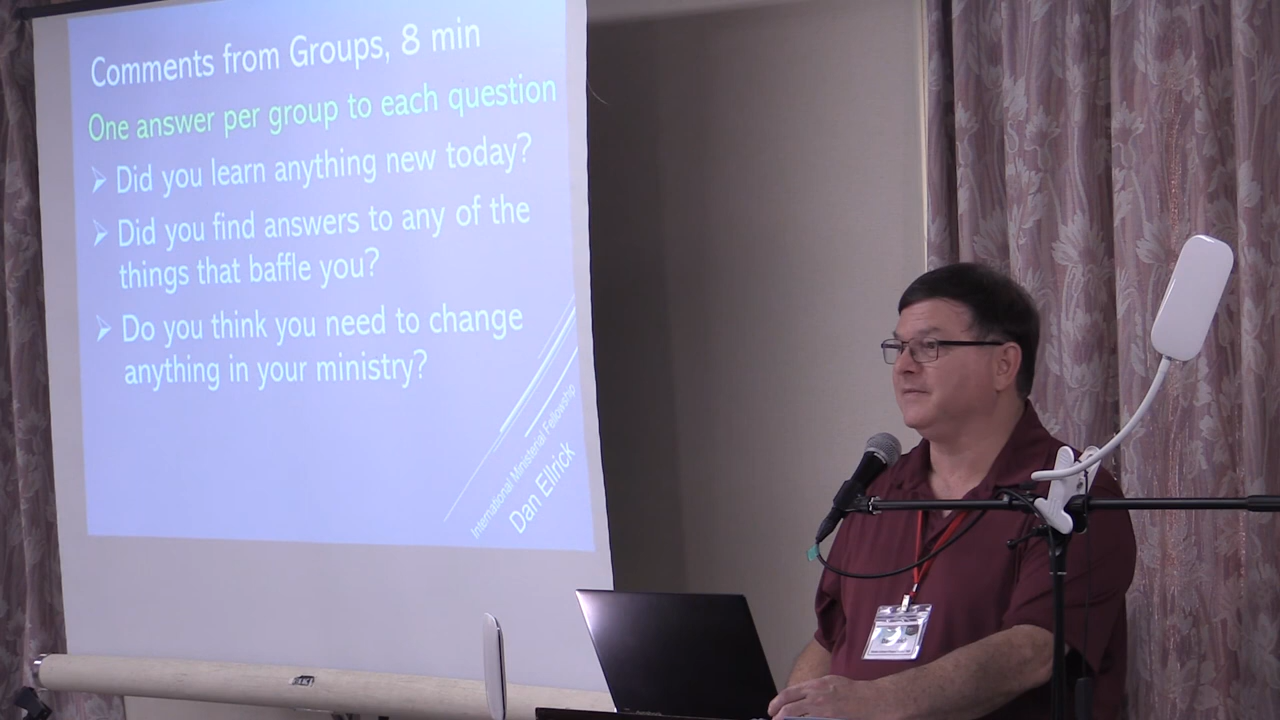 Comments from Groups, 8 min
One answer per group to each question
Did you learn anything new today?
Did you find answers to any of the
things that baffle you?
Do you think you need to change
anything in your ministry?
International Ministerial Fellowship
Dan Ellrick